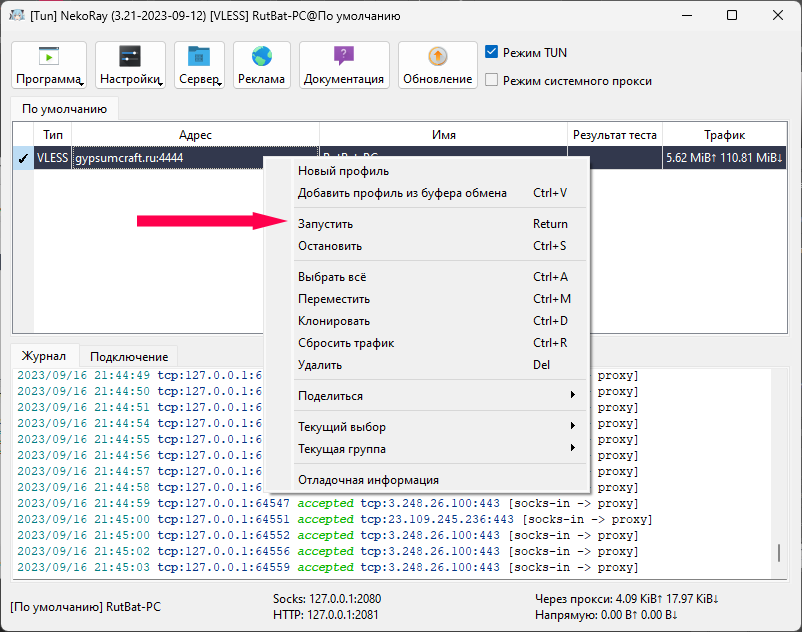 [Tun] NekoRay (3.21-2023-09-12) [VLESS] RutBat-PC@По умолчанию
Программа Настройки Сервер Реклама Документация Обновление
Режим TUN
Режим системного прокси
По умолчанию
Тип Адрес Имя Результат теста Трафик
VLESS gypsumcraft.ru:4444 RutBat-PC 5.62 MiB↑ 110.81 MiB↓
Новый профиль
Добавить профиль из буфера обмена Ctrl+V
Запустить Return
Остановить Ctrl+S
Выбрать всё Ctrl+A
Переместить Ctrl+M
Клонировать Ctrl+D
Сбросить трафик Ctrl+R
Удалить Del
Поделиться
Текущий выбор
Текущая группа
Отладочная информация
Журнал Подключение
2023/09/16 21:44:49 tcp:127.0.0.1:6 proxy]
2023/09/16 21:44:50 tcp:127.0.0.1:6 proxy]
2023/09/16 21:44:51 tcp:127.0.0.1:6 proxy]
2023/09/16 21:44:54 tcp:127.0.0.1:6 proxy]
2023/09/16 21:44:55 tcp:127.0.0.1:6 proxy]
2023/09/16 21:44:56 tcp:127.0.0.1:6 proxy]
2023/09/16 21:44:57 tcp:127.0.0.1:6 proxy]
2023/09/16 21:44:58 tcp:127.0.0.1:6 proxy]
2023/09/16 21:44:59 tcp:127.0.0.1:64547 accepted tcp:3.248.26.100:443 [socks-in -> proxy]
2023/09/16 21:45:00 tcp:127.0.0.1:64551 accepted tcp:23.109.245.236:443 [socks-in -> proxy]
2023/09/16 21:45:00 tcp:127.0.0.1:64552 accepted tcp:3.248.26.100:443 [socks-in -> proxy]
2023/09/16 21:45:02 tcp:127.0.0.1:64556 accepted tcp:3.248.26.100:443 [socks-in -> proxy]
2023/09/16 21:45:03 tcp:127.0.0.1:64559 accepted tcp:3.248.26.100:443 [socks-in -> proxy]
[По умолчанию] RutBat-PC
Socks: 127.0.0.1:2080
HTTP: 127.0.0.1:2081
Через прокси: 4.09 KiB↑ 17.97 KiB↓
Напрямую: 0.00 B↑ 0.00 B↓